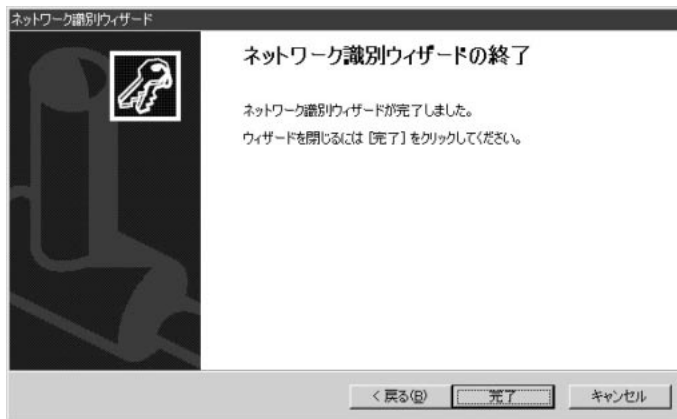 ネットワーク識別ウィザード
ネットワーク識別ウィザードの終了
ネットワーク識別ウィザードが完了しました。
ウィザードを閉じるには [完了] をクリックしてください。
< 戻る(B)
完了
キャンセル